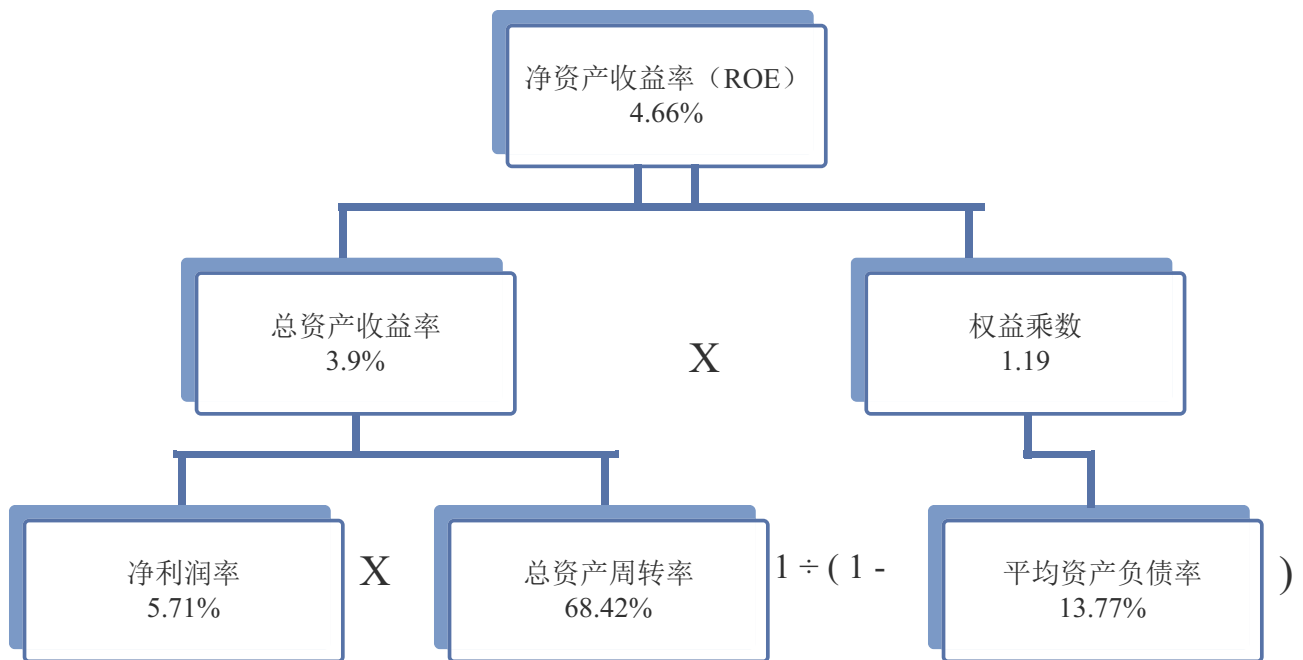 净资产收益率（ROE）
4.66%
总资产收益率
3.9%
X
权益乘数
1.19
净利润率
5.71%
X
总资产周转率
68.42%
1 ÷ ( 1 -
平均资产负债率
13.77%
)